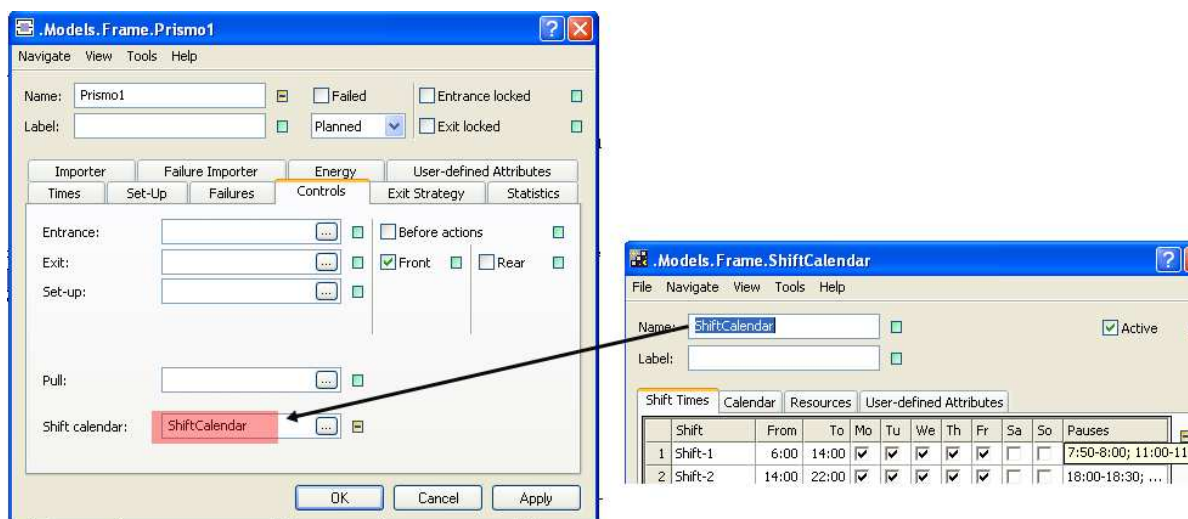 .Models.Frame.Prismo1
Navigate View Tools Help
Name: Prismo1 Failed Entrance locked
Label: Planned Exit locked
Importer Failure Importer Energy User-defined Attributes
Times Set-Up Failures Controls Exit Strategy Statistics
Entrance: ... Before actions
Exit: ... Front Rear
Set-up: ...
Pull: ...
Shift calendar: ShiftCalendar ...
OK Cancel Apply
.Models.Frame.ShiftCalendar
File Navigate View Tools Help
Name: ShiftCalendar Active
Label:
Shift Times Calendar Resources User-defined Attributes
Shift From To Mo Tu We Th Fr Sa So Pauses
1 Shift-1 6:00 14:00 7:50-8:00; 11:00-11
2 Shift-2 14:00 22:00 18:00-18:30; ...